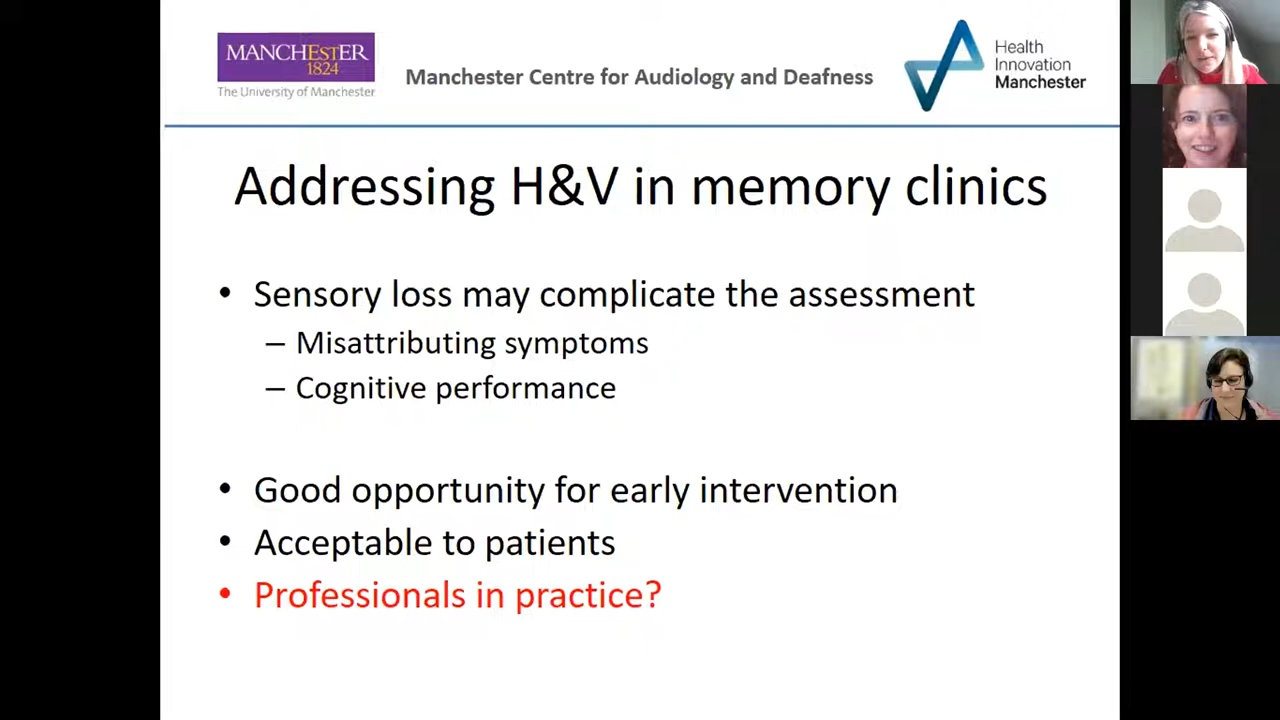 MANCHESTER
1824
The University of Manchester
Manchester Centre for Audiology and Deafness
Health
Innovation
Manchester
Addressing H&V in memory clinics
• Sensory loss may complicate the assessment
– Misattributing symptoms
– Cognitive performance
• Good opportunity for early intervention
• Acceptable to patients
• Professionals in practice?